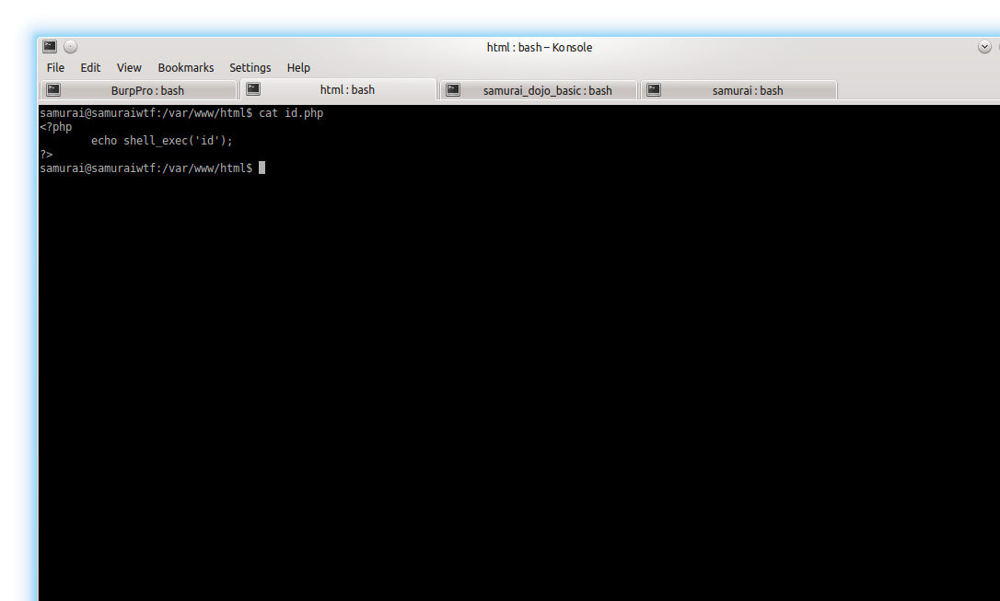 html : bash – Konsole
File Edit View Bookmarks Settings Help
BurpPro : bash html : bash samurai_dojo_basic : bash samurai : bash
samurai@samuraiwtf:/var/www/html$ cat id.php
<?php
        echo shell_exec('id');
?>
samurai@samuraiwtf:/var/www/html$